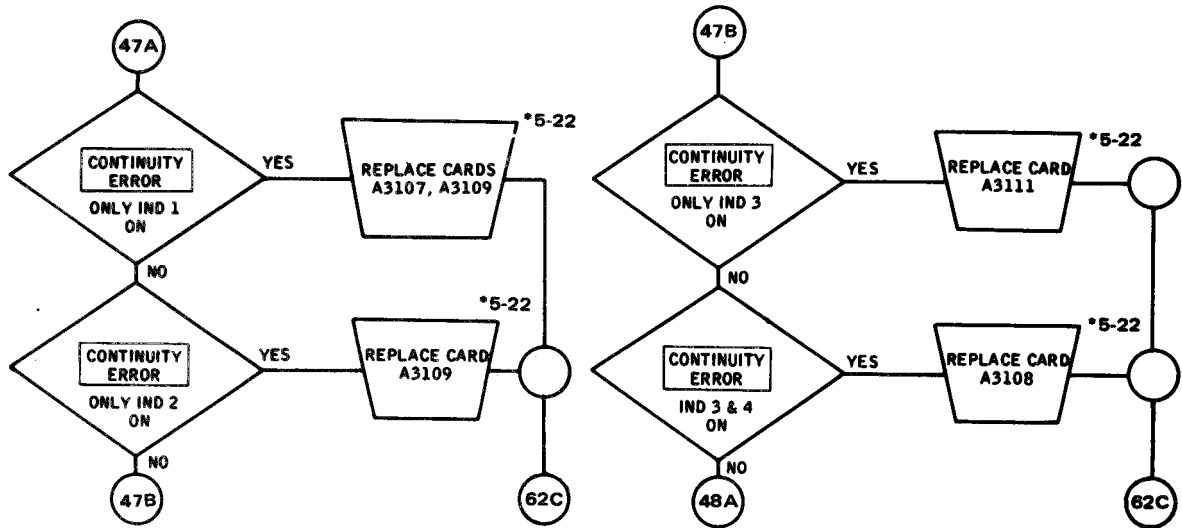 47A
CONTINUITY
ERROR
ONLY IND 1
ON
YES
*5-22
REPLACE CARDS
A3107, A3109
NO
CONTINUITY
ERROR
ONLY IND 2
ON
YES
*5-22
REPLACE CARD
A3109
NO
47B
62C
47B
CONTINUITY
ERROR
ONLY IND 3
ON
YES
*5-22
REPLACE CARD
A3111
NO
CONTINUITY
ERROR
IND 3 & 4
ON
YES
*5-22
REPLACE CARD
A3108
NO
48A
62C